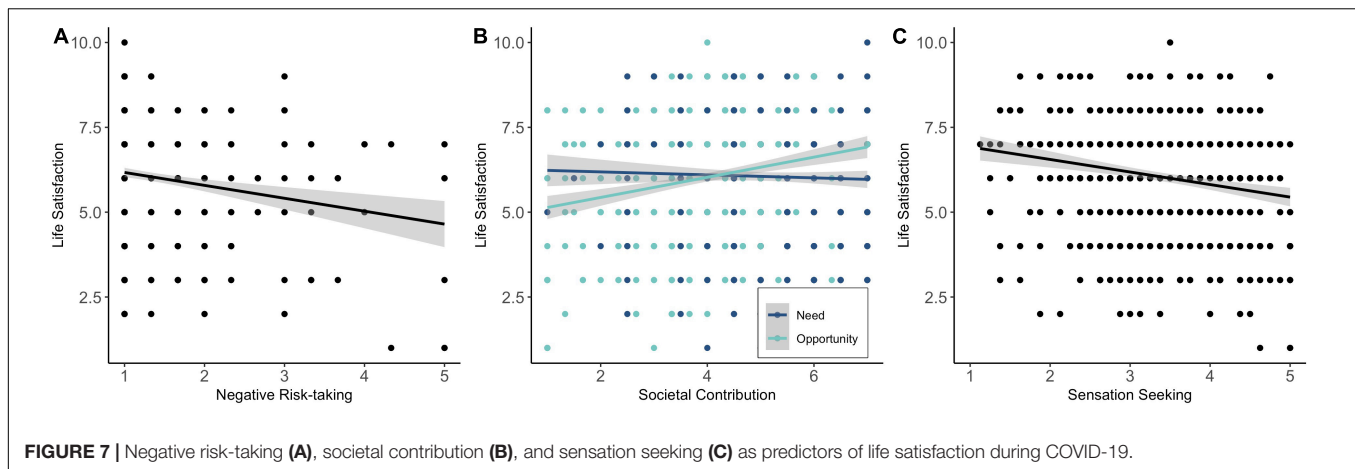 A
10.0
7.5
5.0
2.5
Life Satisfaction
1 2 3 4 5
Negative Risk-taking
B
10.0
7.5
5.0
2.5
Life Satisfaction
2 4 6
Societal Contribution
Need
Opportunity
C
10.0
7.5
5.0
2.5
Life Satisfaction
1 2 3 4 5
Sensation Seeking
FIGURE 7 | Negative risk-taking (A), societal contribution (B), and sensation seeking (C) as predictors of life satisfaction during COVID-19.